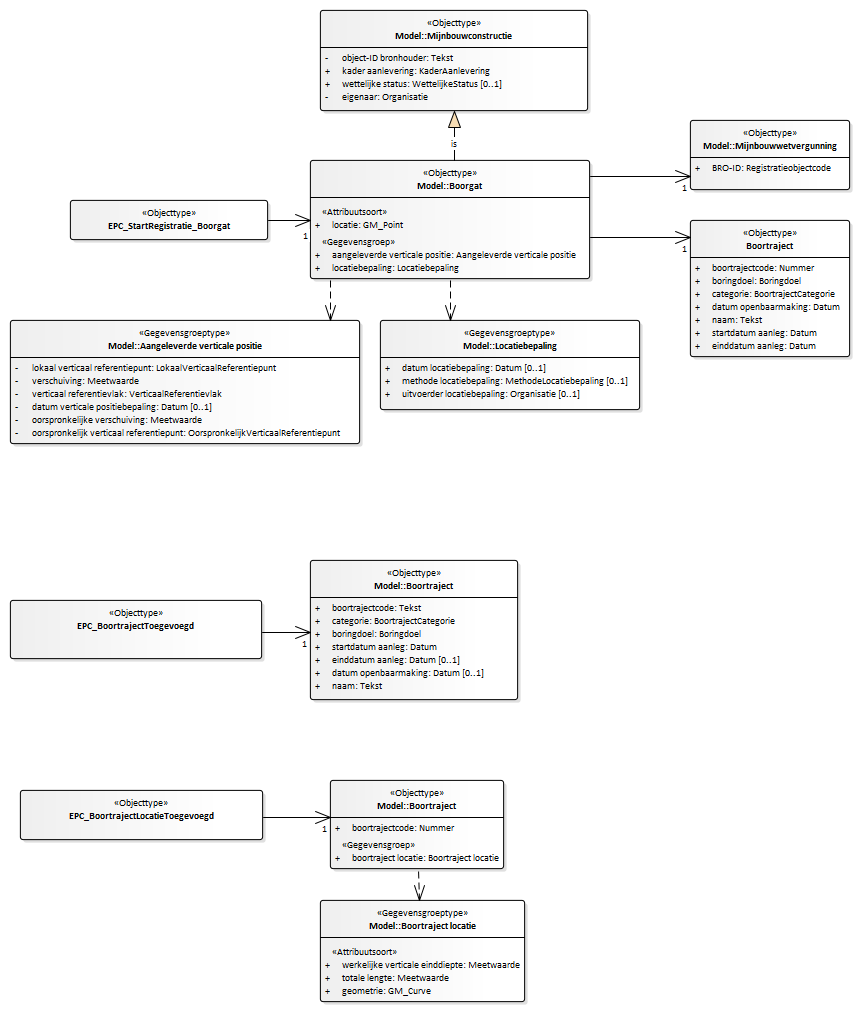 «Objecttype»
Model::Mijnbouwconstructie
- object-ID bronhouder: Tekst
+ kader aanlevering: KaderAanlevering
+ wettelijke status: WettelijkeStatus [0..1]
- eigenaar: Organisatie
is
«Objecttype»
Model::Mijnbouwwetvergunning
+ BRO-ID: Registratieobjectcode
1
«Objecttype»
Model::Boorgat
«Attribuutsoort»
+ locatie: GM_Point
«Gegevensgroep»
+ aangeleverde verticale positie: Aangeleverde verticale positie
+ locatiebepaling: Locatiebepaling
«Objecttype»
EPC_StartRegistratie_Boorgat
1
«Objecttype»
Boortraject
+ boortrajectcode: Nummer
+ boringdoel: Boringdoel
+ categorie: BoortrajectCategorie
+ datum openbaarmaking: Datum
+ naam: Tekst
+ startdatum aanleg: Datum
+ einddatum aanleg: Datum
1
«Gegevensgroeptype»
Model::Aangeleverde verticale positie
- lokaal verticaal referentiepunt: LokaalVerticaalReferentiepunt
- verschuiving: Meetwaarde
- verticaal referentievlak: VerticaalReferentievlak
- datum verticale positiebepaling: Datum [0..1]
- oorspronkelijke verschuiving: Meetwaarde
- oorspronkelijk verticaal referentiepunt: OorspronkelijkVerticaalReferentiepunt
«Gegevensgroeptype»
Model::Locatiebepaling
+ datum locatiebepaling: Datum [0..1]
+ methode locatiebepaling: MethodeLocatiebepaling [0..1]
+ uitvoerder locatiebepaling: Organisatie [0..1]
«Objecttype»
EPC_BoortrajectToegevoegd
1
«Objecttype»
Model::Boortraject
+ boortrajectcode: Tekst
+ categorie: BoortrajectCategorie
+ boringdoel: Boringdoel
+ startdatum aanleg: Datum
+ einddatum aanleg: Datum [0..1]
+ datum openbaarmaking: Datum [0..1]
+ naam: Tekst
«Objecttype»
EPC_BoortrajectLocatieToegevoegd
1
«Objecttype»
Model::Boortraject
+ boortrajectcode: Nummer
«Gegevensgroep»
+ boortraject locatie: Boortraject locatie
«Gegevensgroeptype»
Model::Boortraject locatie
«Attribuutsoort»
+ werkelijke verticale einddiepte: Meetwaarde
+ totale lengte: Meetwaarde
+ geometrie: GM_Curve